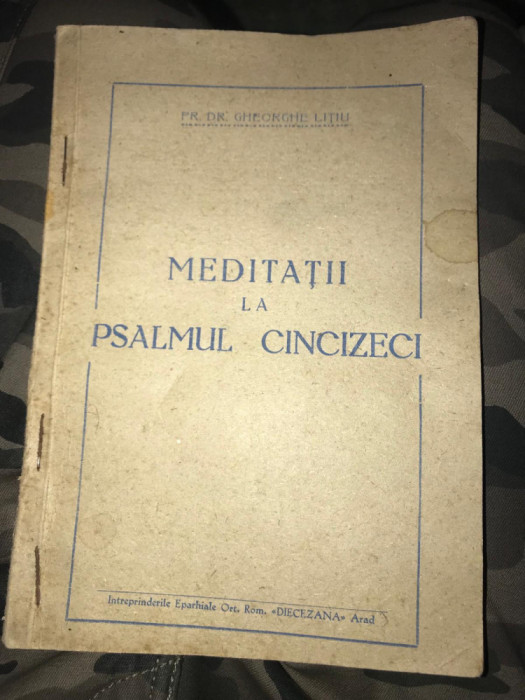 PR. DR. GHEORGHE LIȚIU
MEDITAȚII
LA
PSALMUL CINCIZECI
Intreprinderile Eparhiale Ort. Rom. «DIECEZANA» Arad